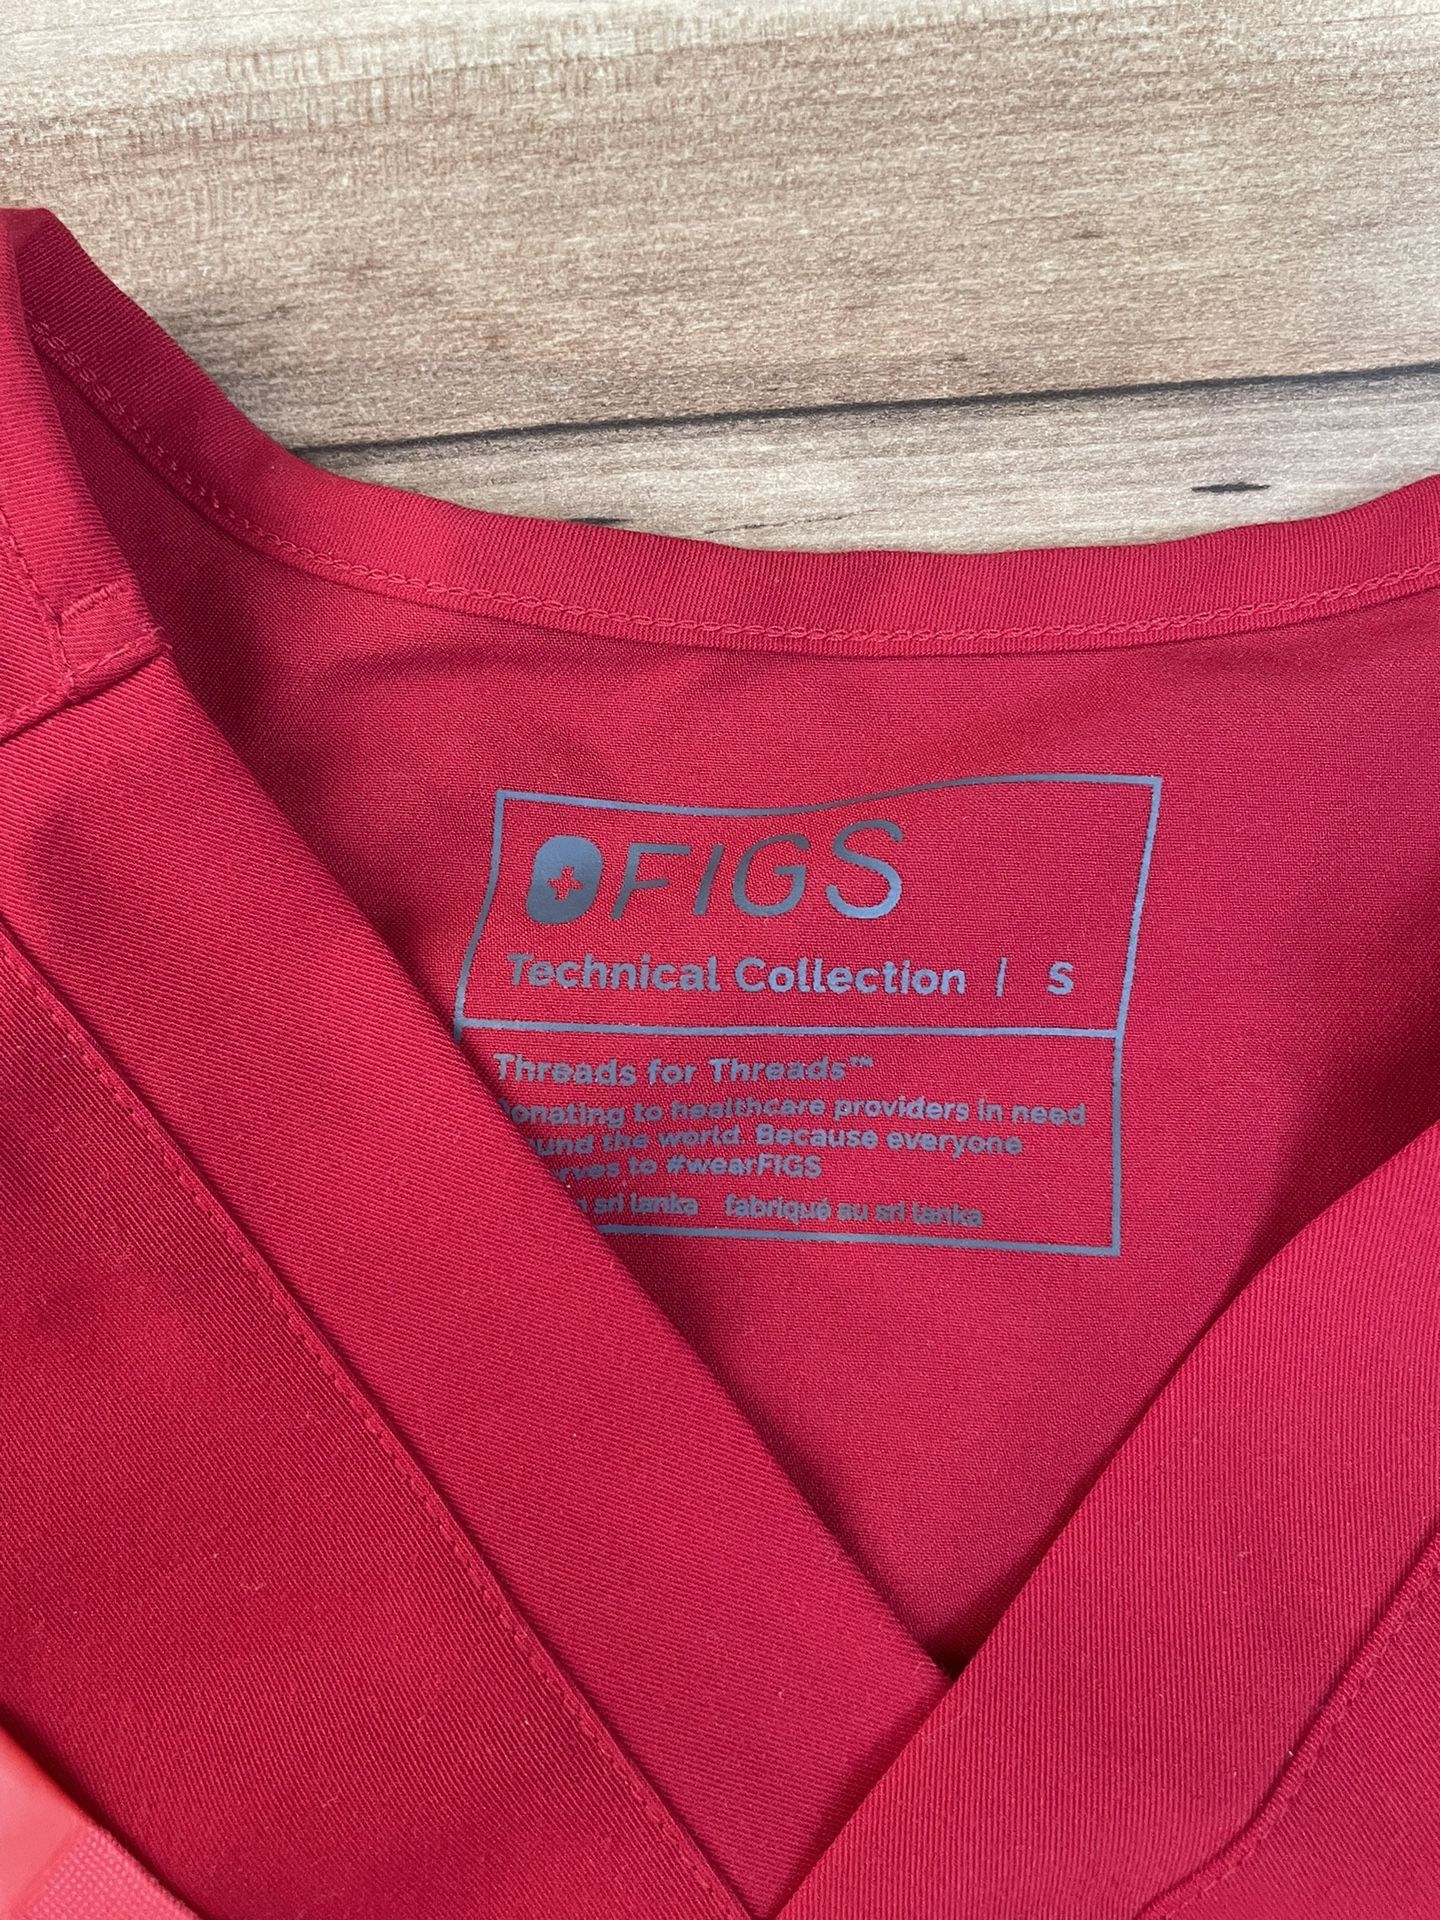 FIGS
Technical Collection | S
Threads for Threads™
onating to healthcare providers in need
und the world. Because everyone
rves to #wearFIGS
n sri lanka fabriqué au sri lanka